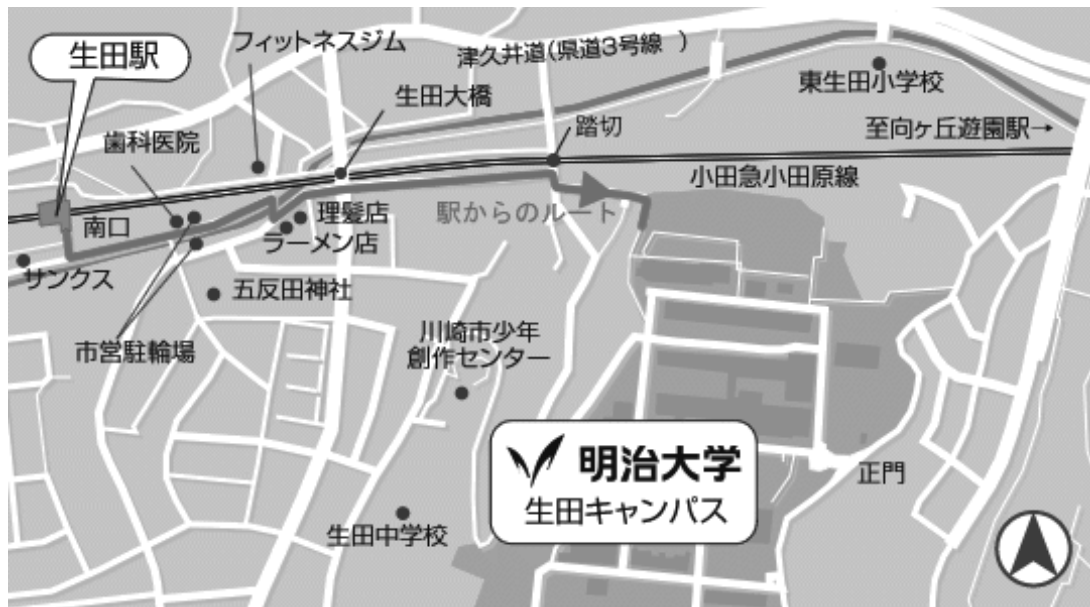 生田駅
フィットネスジム
津久井道(県道3号線 )
生田大橋
東生田小学校
歯科医院
踏切
至向ヶ丘遊園駅→
小田急小田原線
南口
理髪店
駅からのルート
ラーメン店
サンクス
五反田神社
市営駐輪場
川崎市少年
創作センター
明治大学
生田キャンパス
正門
生田中学校